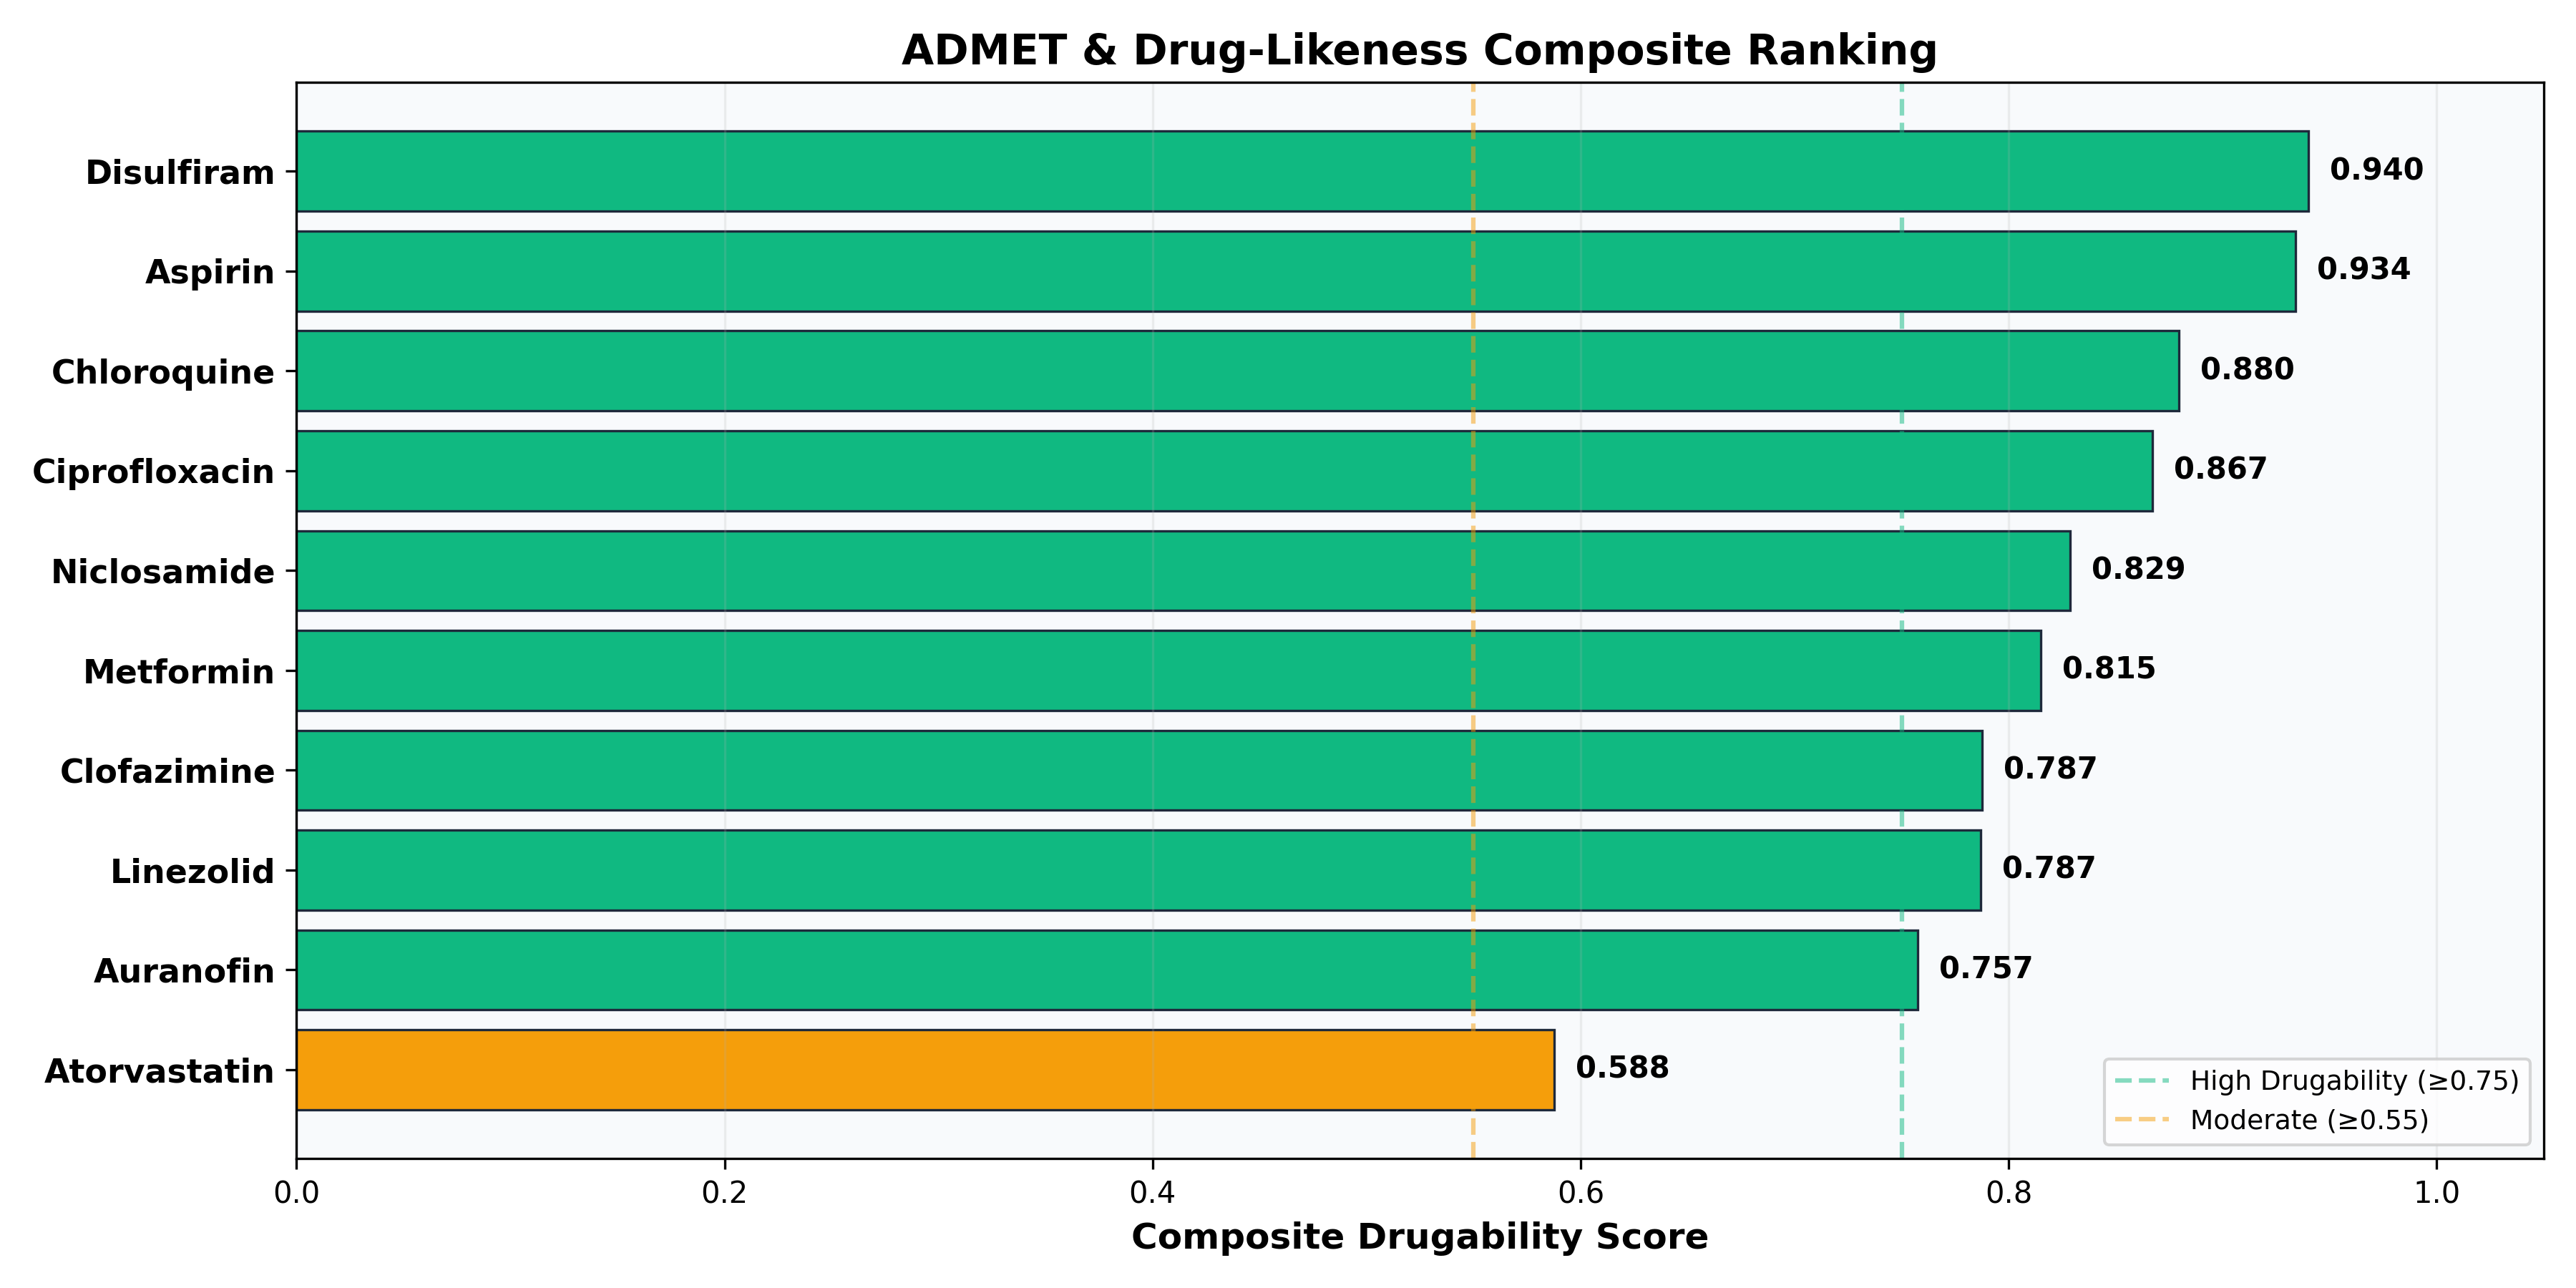 ADMET & Drug-Likeness Composite Ranking
Disulfiram 0.940
Aspirin 0.934
Chloroquine 0.880
Ciprofloxacin 0.867
Niclosamide 0.829
Metformin 0.815
Clofazimine 0.787
Linezolid 0.787
Auranofin 0.757
Atorvastatin 0.588
High Drugability (≥0.75)
Moderate (≥0.55)
0.0 0.2 0.4 0.6 0.8 1.0
Composite Drugability Score